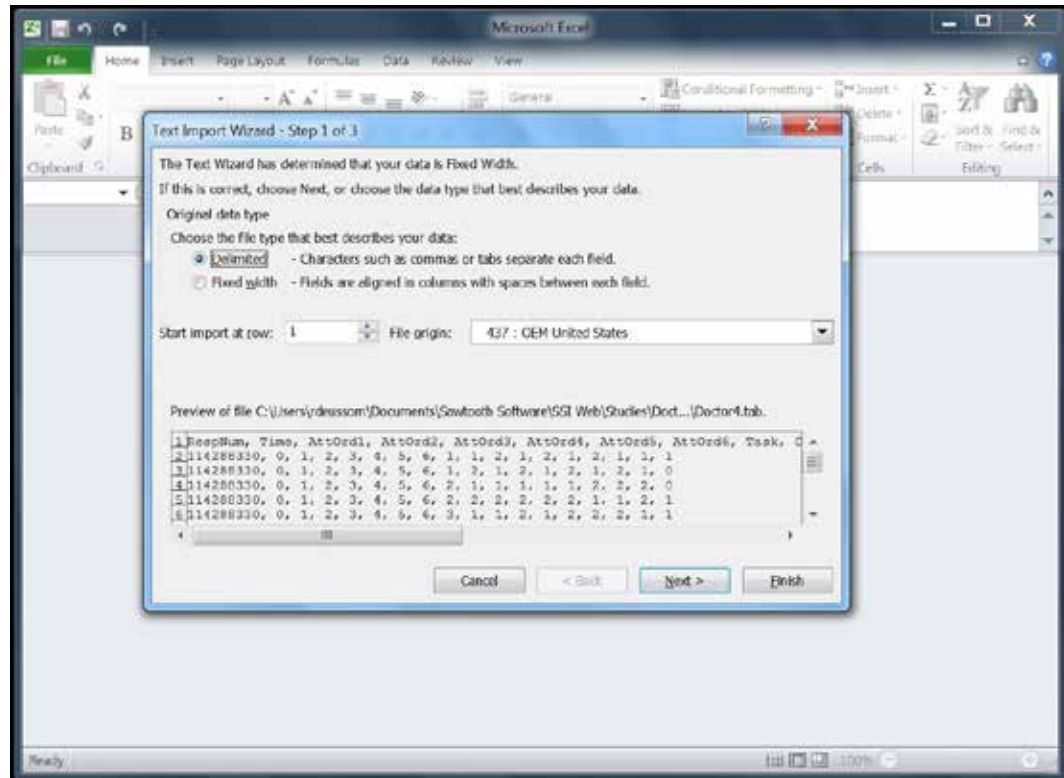 Microsoft Excel
File Home Insert Page Layout Formulas Data Review View
General
Conditional Formatting
Insert
Delete
Format
Paste
B
Sort & Filter
Find & Select
Clipboard
Cells
Editing
Text Import Wizard - Step 1 of 3
The Text Wizard has determined that your data is Fixed Width.
If this is correct, choose Next, or choose the data type that best describes your data.
Original data type
Choose the file type that best describes your data:
Delimited - Characters such as commas or tabs separate each field.
Fixed width - Fields are aligned in columns with spaces between each field.
Start import at row: 1 File origin: 437 : OEM United States
Preview of file C:\Users\rdeussom\Documents\Sawtooth Software\SSI Web\Studies\Doct...\Doctor4.tab.
1 RespNum, Time, AttOrd1, AttOrd2, AttOrd3, AttOrd4, AttOrd5, AttOrd6, Task, C
2 114288330, 0, 1, 2, 3, 4, 5, 6, 1, 1, 2, 1, 2, 1, 2, 1, 1, 1
3 114288330, 0, 1, 2, 3, 4, 5, 6, 1, 2, 1, 2, 1, 2, 1, 2, 1, 0
4 114288330, 0, 1, 2, 3, 4, 5, 6, 2, 1, 1, 1, 1, 1, 2, 2, 2, 0
5 114288330, 0, 1, 2, 3, 4, 5, 6, 2, 2, 2, 2, 2, 2, 1, 1, 2, 1
6 114288330, 0, 1, 2, 3, 4, 5, 6, 3, 1, 1, 2, 1, 2, 2, 2, 1, 1
Cancel < Back Next > Finish
Ready 100%